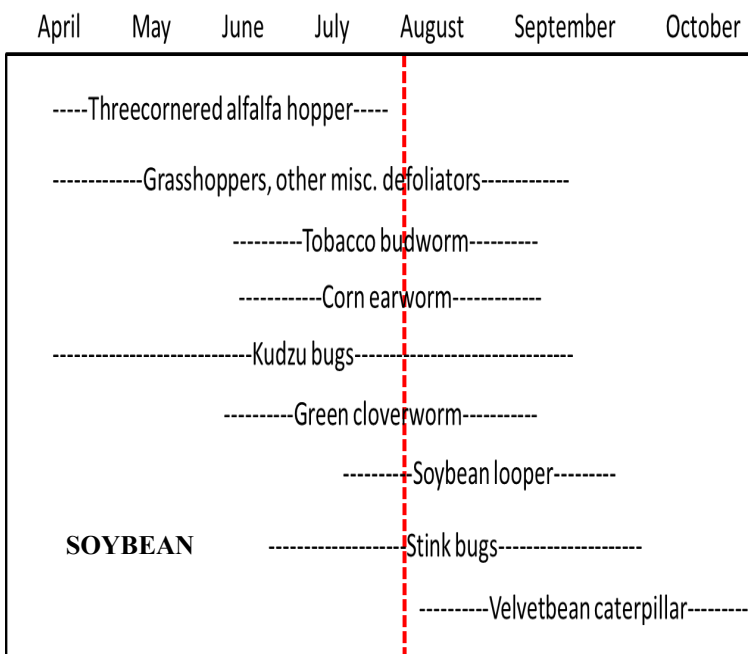 April May June July August September October
-----Threecornered alfalfa hopper-----
-------------Grasshoppers, other misc. defoliators-------------
----------Tobacco budworm----------
------------Corn earworm-------------
-----------------------------Kudzu bugs--------------------------------
----------Green cloverworm-----------
----------Soybean looper---------
SOYBEAN --------------------Stink bugs---------------------
----------Velvetbean caterpillar---------